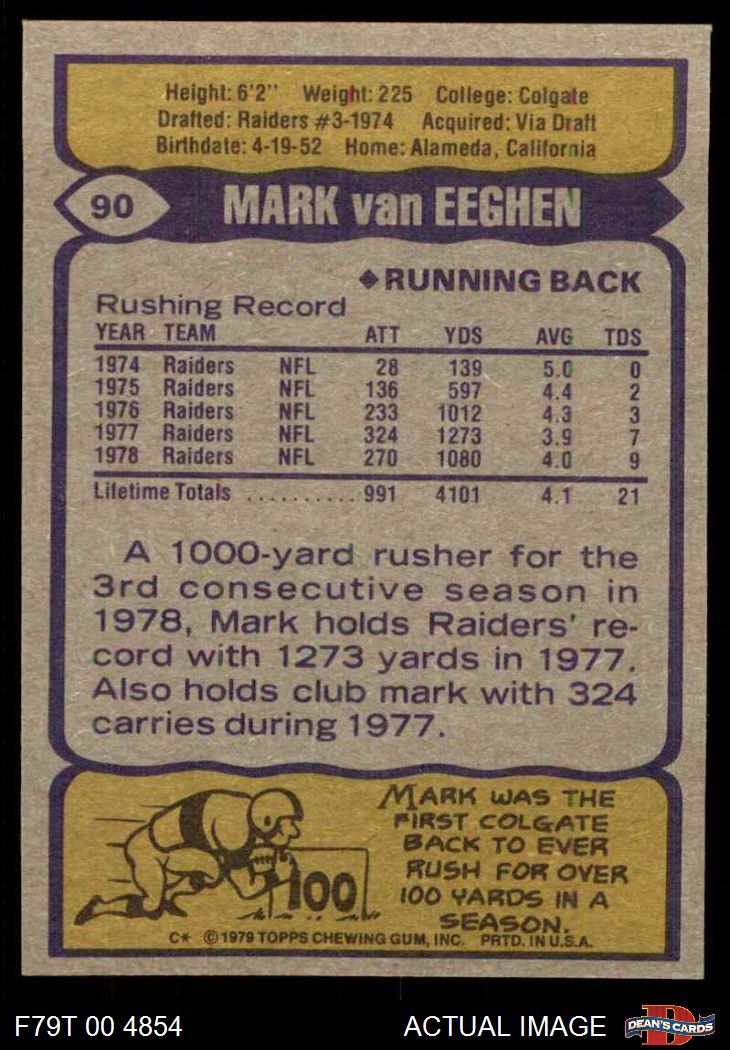 Height: 6'2" Weight: 225 College: Colgate
Drafted: Raiders #3-1974 Acquired: Via Draft
Birthdate: 4-19-52 Home: Alameda, California
90 MARK van EEGHEN
◆RUNNING BACK
Rushing Record
YEAR TEAM ATT YDS AVG TDS
1974 Raiders NFL 28 139 5.0 0
1975 Raiders NFL 136 597 4.4 2
1976 Raiders NFL 233 1012 4.3 3
1977 Raiders NFL 324 1273 3.9 7
1978 Raiders NFL 270 1080 4.0 9
Lifetime Totals .......... 991 4101 4.1 21
A 1000-yard rusher for the
3rd consecutive season in
1978, Mark holds Raiders' re-
cord with 1273 yards in 1977.
Also holds club mark with 324
carries during 1977.
MARK WAS THE
FIRST COLGATE
BACK TO EVER
RUSH FOR OVER
100 YARDS IN A
SEASON.
100
C* ©1979 TOPPS CHEWING GUM, INC. PRTD. IN U.S.A.
F79T 00 4854 ACTUAL IMAGE D DEAN'S CARDS